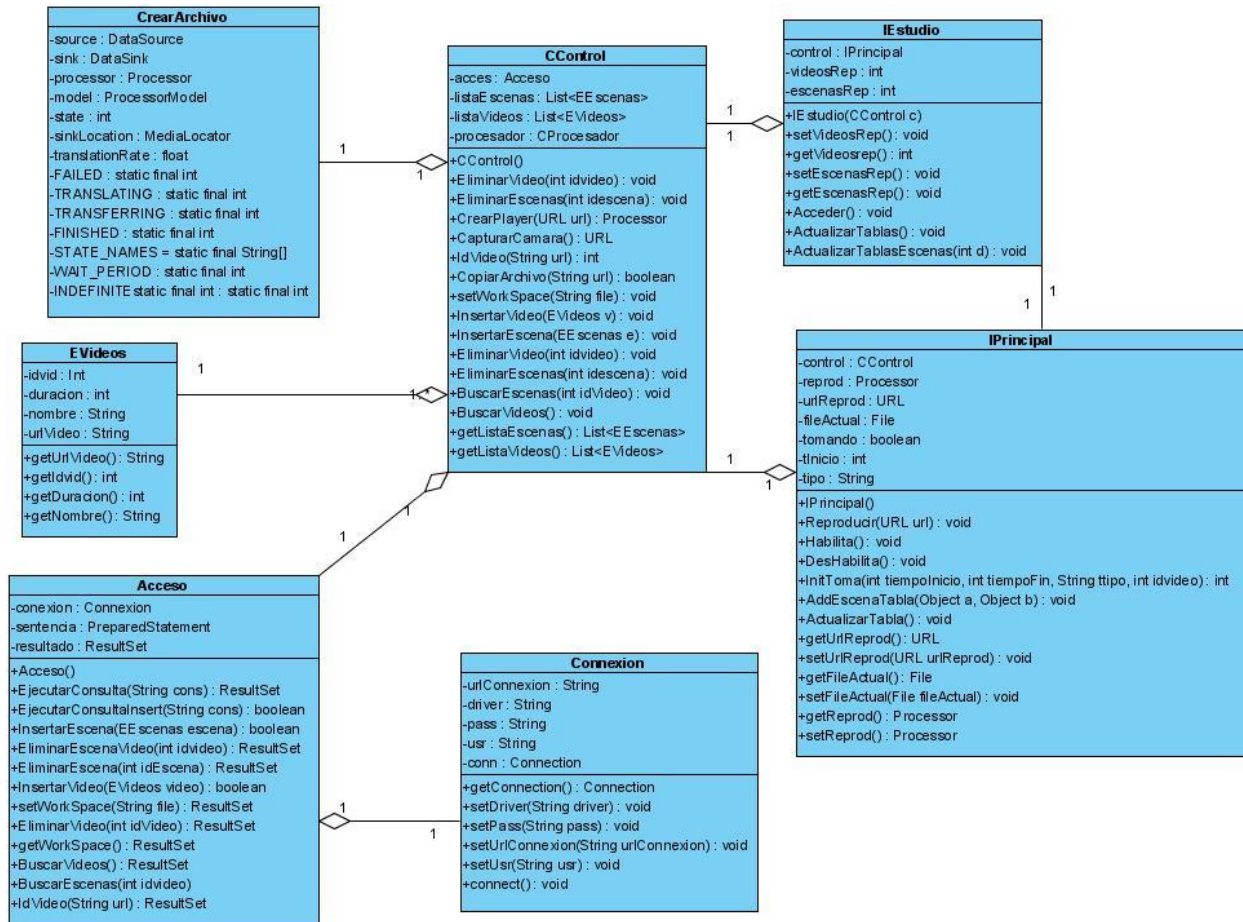 CrearArchivo
-source : DataSource
-sink : DataSink
-processor : Processor
-model : ProcessorModel
-state : int
-sinkLocation : MediaLocator
-translationRate : float
-FAILED : static final int
-TRANSLATING : static final int
-TRANSFERRING : static final int
-FINISHED : static final int
-STATE_NAMES = static final String[]
-WAIT_PERIOD : static final int
-INDEFINITE static final int : static final int
1
1
CControl
-acces : Acceso
-listaEscenas : List<EEscenas>
-listaVideos : List<EVideos>
-procesador : CProcesador
+CControl()
+EliminarVideo(int idvideo) : void
+EliminarEscenas(int idescena) : void
+CrearPlayer(URL url) : Processor
+CapturarCamara() : URL
+IdVideo(String url) : int
+CopiarArchivo(String url) : boolean
+setWorkSpace(String file) : void
+InsertarVideo(EVideos v) : void
+InsertarEscena(EEscenas e) : void
+EliminarVideo(int idvideo) : void
+EliminarEscenas(int idescena) : void
+BuscarEscenas(int idVideo) : void
+BuscarVideos() : void
+getListaEscenas() : List<EEscenas>
+getListaVideos() : List<EVideos>
1
1
IEstudio
-control : IPrincipal
-videosRep : int
-escenasRep : int
+IEstudio(CControl c)
+setVideosRep() : void
+getVideosrep() : int
+setEscenasRep() : void
+getEscenasRep() : void
+Acceder() : void
+ActualizarTablas() : void
+ActualizarTablasEscenas(int d) : void
1
1
IPrincipal
-control : CControl
-reprod : Processor
-urlReprod : URL
-fileActual : File
-tomando : boolean
-tInicio : int
-tipo : String
+IPrincipal()
+Reproducir(URL url) : void
+Habilita() : void
+DesHabilita() : void
+InitToma(int tiempoInicio, int tiempoFin, String ttipo, int idvideo) : int
+AddEscenaTabla(Object a, Object b) : void
+ActualizarTabla() : void
+getUrlReprod() : URL
+setUrlReprod(URL urlReprod) : void
+getFileActual() : File
+setFileActual(File fileActual) : void
+getReprod() : Processor
+setReprod() : Processor
1
1
EVideos
-idvid : Int
-duracion : int
-nombre : String
-urlVideo : String
+getUrlVideo() : String
+getIdvid() : int
+getDuracion() : int
+getNombre() : String
1
1..*
1
1
Acceso
-conexion : Connexion
-sentencia : PreparedStatement
-resultado : ResultSet
+Acceso()
+EjecutarConsulta(String cons) : ResultSet
+EjecutarConsultaInsert(String cons) : boolean
+InsertarEscena(EEscenas escena) : boolean
+EliminarEscenaVideo(int idvideo) : ResultSet
+EliminarEscena(int idEscena) : ResultSet
+InsertarVideo(EVideos video) : boolean
+setWorkSpace(String file) : ResultSet
+EliminarVideo(int idVideo) : ResultSet
+getWorkSpace() : ResultSet
+BuscarVideos() : ResultSet
+BuscarEscenas(int idvideo)
+IdVideo(String url) : ResultSet
1
1
Connexion
-urlConnexion : String
-driver : String
-pass : String
-usr : String
-conn : Connection
+getConnection() : Connection
+setDriver(String driver) : void
+setPass(String pass) : void
+setUrlConnexion(String urlConnexion) : void
+setUsr(String usr) : void
+connect() : void